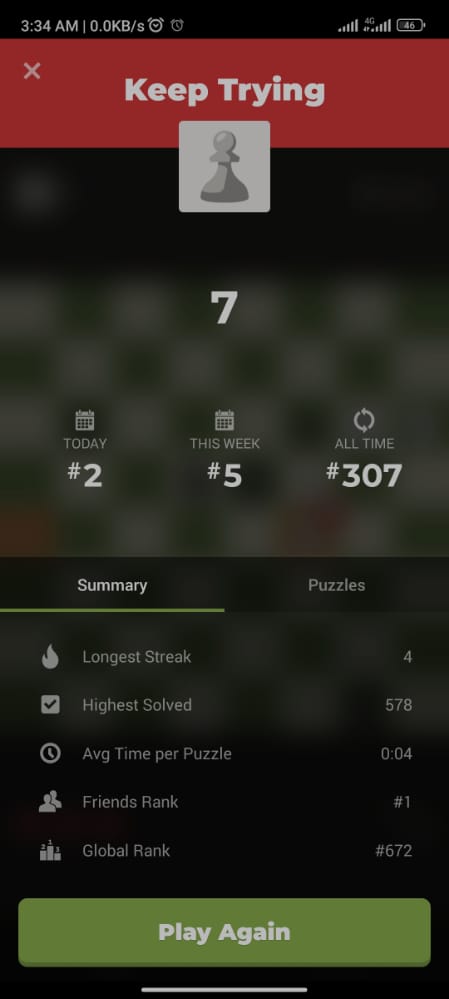 3:34 AM | 0.0KB/s 4G 46
Keep Trying
7
TODAY THIS WEEK ALL TIME
#2 #5 #307
Summary Puzzles
Longest Streak 4
Highest Solved 578
Avg Time per Puzzle 0:04
Friends Rank #1
Global Rank #672
Play Again